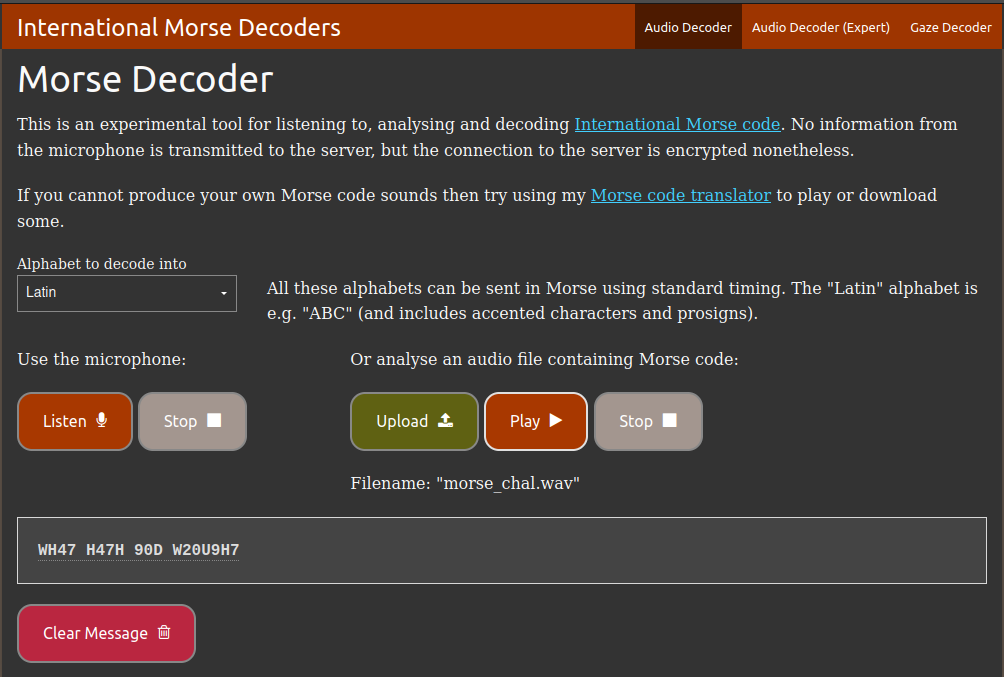 International Morse Decoders
Audio Decoder
Audio Decoder (Expert)
Gaze Decoder
Morse Decoder
This is an experimental tool for listening to, analysing and decoding International Morse code. No information from
the microphone is transmitted to the server, but the connection to the server is encrypted nonetheless.
If you cannot produce your own Morse code sounds then try using my Morse code translator to play or download
some.
Alphabet to decode into
Latin
All these alphabets can be sent in Morse using standard timing. The "Latin" alphabet is
e.g. "ABC" (and includes accented characters and prosigns).
Use the microphone:
Or analyse an audio file containing Morse code:
Listen
Stop
Upload
Play
Stop
Filename: "morse_chal.wav"
WH47 H47H 90D W20U9H7
Clear Message